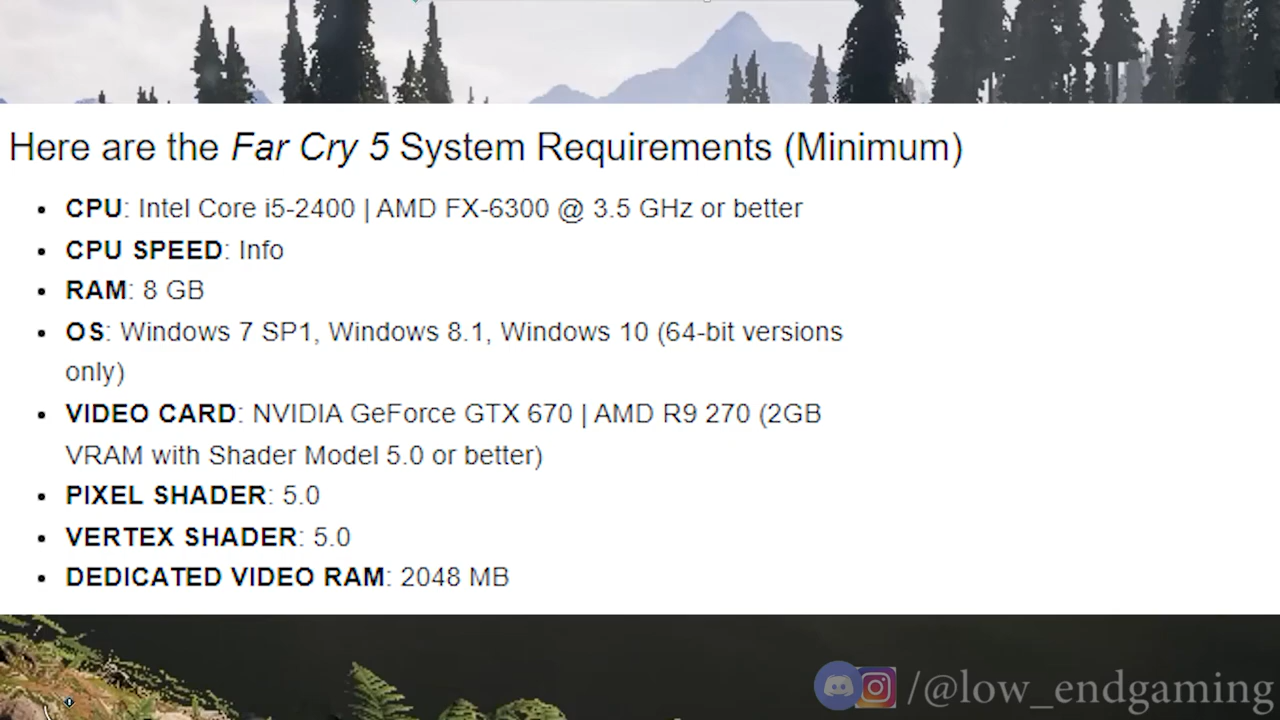 Here are the Far Cry 5 System Requirements (Minimum)
• CPU: Intel Core i5-2400 | AMD FX-6300 @ 3.5 GHz or better
• CPU SPEED: Info
• RAM: 8 GB
• OS: Windows 7 SP1, Windows 8.1, Windows 10 (64-bit versions
only)
• VIDEO CARD: NVIDIA GeForce GTX 670 | AMD R9 270 (2GB
VRAM with Shader Model 5.0 or better)
• PIXEL SHADER: 5.0
• VERTEX SHADER: 5.0
• DEDICATED VIDEO RAM: 2048 MB
/@low_endgaming